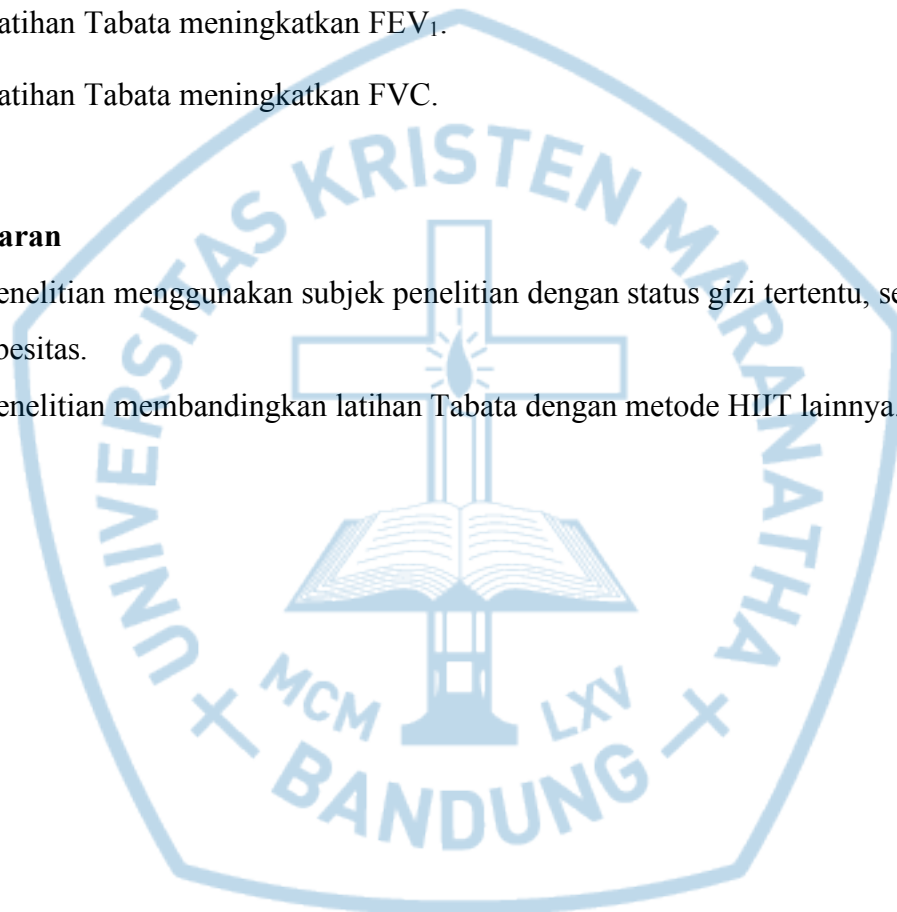 atihan Tabata meningkatkan FEV₁.
atihan Tabata meningkatkan FVC.
aran
enelitian menggunakan subjek penelitian dengan status gizi tertentu, se
besitas.
enelitian membandingkan latihan Tabata dengan metode HIIT lainnya.
UNIVERSITAS KRISTEN MARANATHA
MCM LXV
BANDUNG